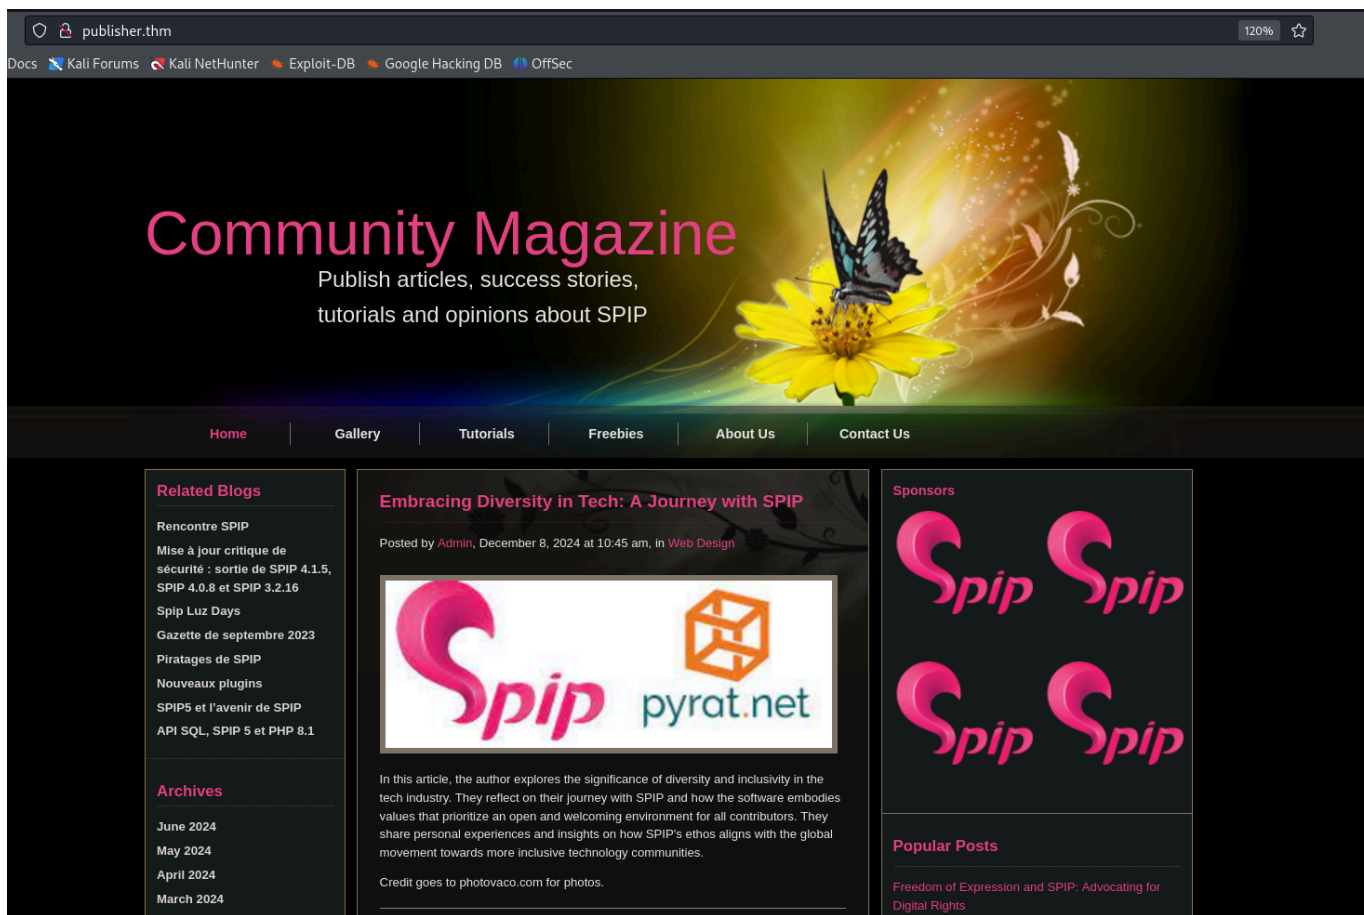 publisher.thm
120%
Docs Kali Forums Kali NetHunter Exploit-DB Google Hacking DB OffSec
Community Magazine
Publish articles, success stories,
tutorials and opinions about SPIP
Home Gallery Tutorials Freebies About Us Contact Us
Related Blogs
Rencontre SPIP
Mise à jour critique de
sécurité : sortie de SPIP 4.1.5,
SPIP 4.0.8 et SPIP 3.2.16
Spip Luz Days
Gazette de septembre 2023
Piratages de SPIP
Nouveaux plugins
SPIP5 et l'avenir de SPIP
API SQL, SPIP 5 et PHP 8.1
Archives
June 2024
May 2024
April 2024
March 2024
Embracing Diversity in Tech: A Journey with SPIP
Posted by Admin, December 8, 2024 at 10:45 am, in Web Design
Spip pyrat.net
In this article, the author explores the significance of diversity and inclusivity in the
tech industry. They reflect on their journey with SPIP and how the software embodies
values that prioritize an open and welcoming environment for all contributors. They
share personal experiences and insights on how SPIP's ethos aligns with the global
movement towards more inclusive technology communities.
Credit goes to photovaco.com for photos.
Sponsors
Spip Spip
Spip Spip
Popular Posts
Freedom of Expression and SPIP: Advocating for
Digital Rights